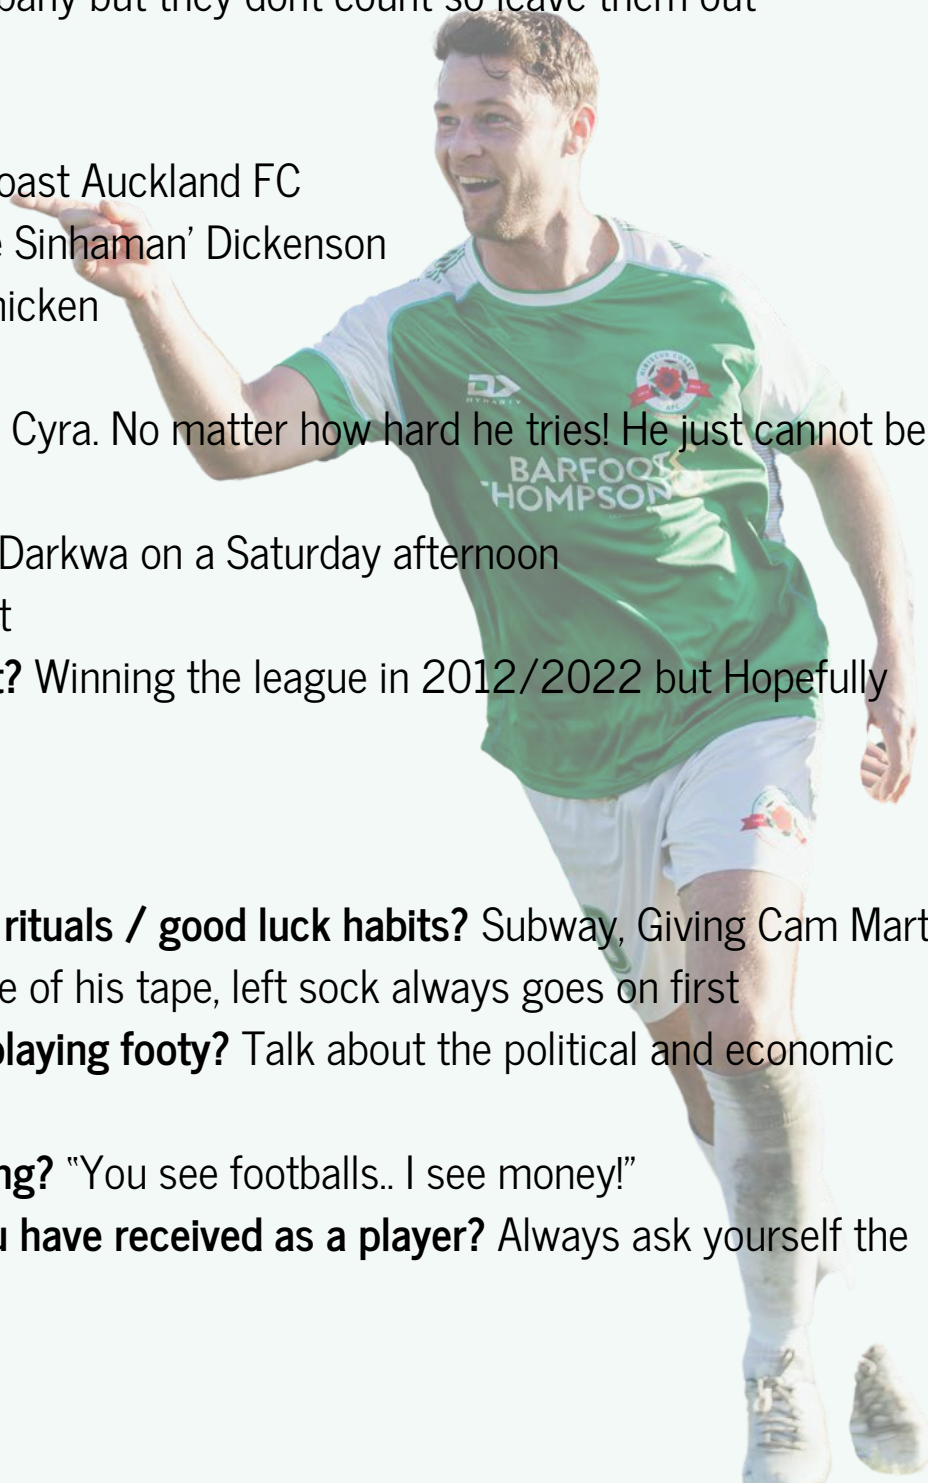 pany but they dont count so leave them out
oast Auckland FC
e Sinhaman’ Dickenson
hicken
Cyra. No matter how hard he tries! He just cannot be
Darkwa on a Saturday afternoon
t
t? Winning the league in 2012/2022 but Hopefully
rituals / good luck habits? Subway, Giving Cam Mart
e of his tape, left sock always goes on first
playing footy? Talk about the political and economic
ng? “You see footballs.. I see money!”
u have received as a player? Always ask yourself the
DYNASTY
HIBISCUS COAST
AFC
BARFOOT
THOMPSON